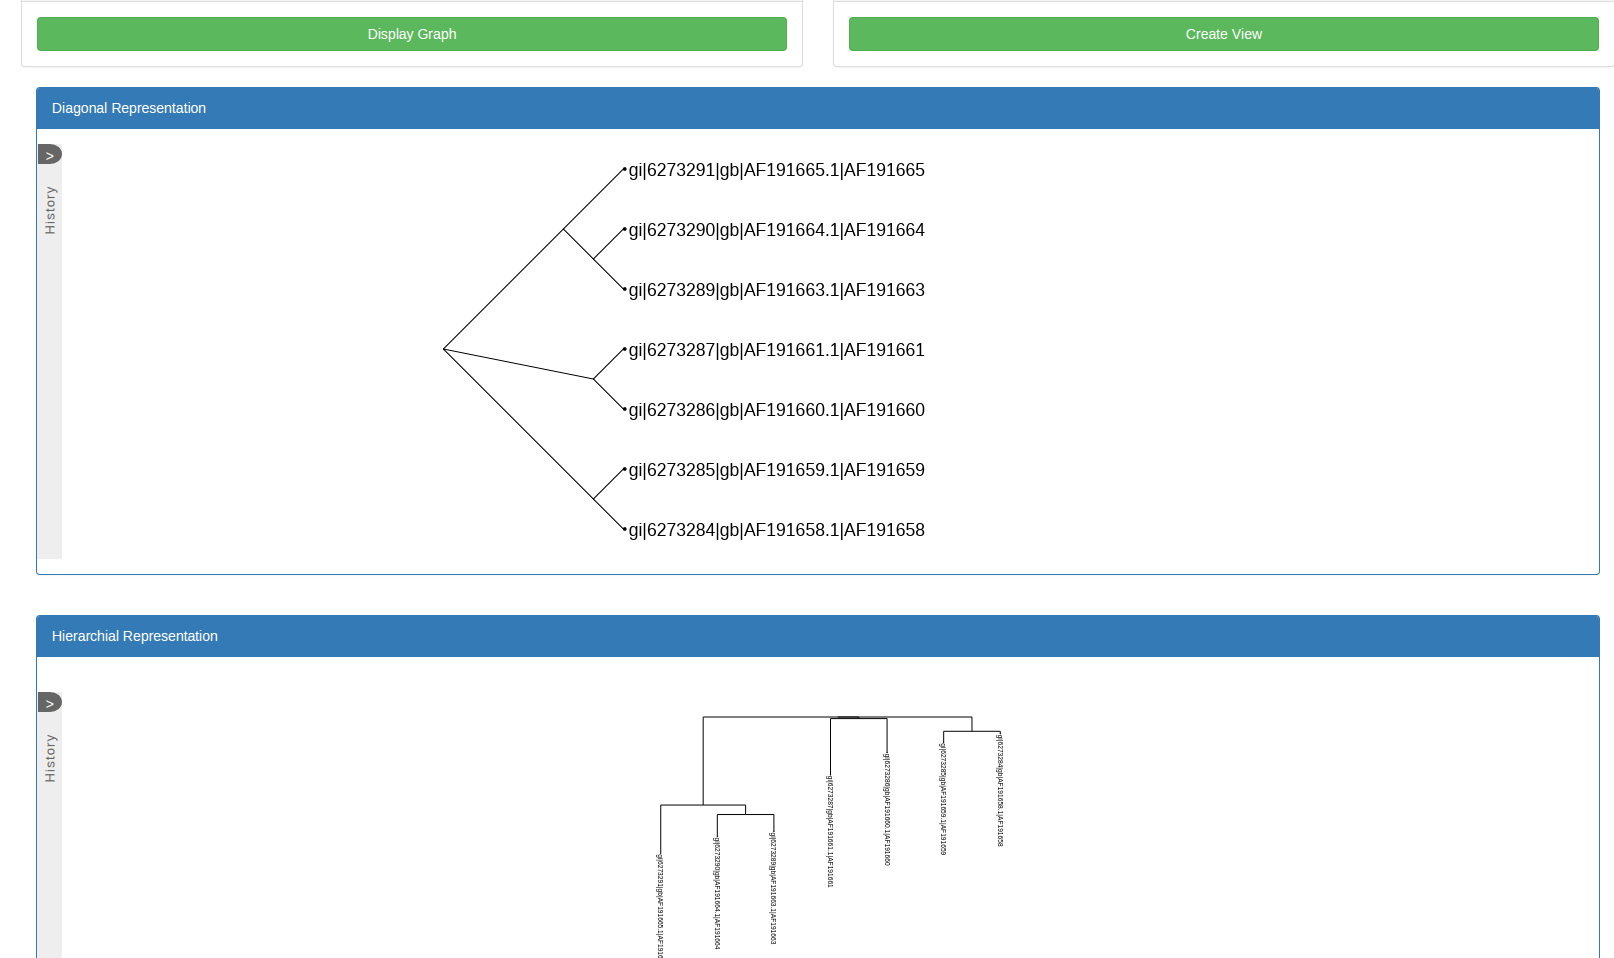 Display Graph
Create View
Diagonal Representation
>
History
gi|6273291|gb|AF191665.1|AF191665
gi|6273290|gb|AF191664.1|AF191664
gi|6273289|gb|AF191663.1|AF191663
gi|6273287|gb|AF191661.1|AF191661
gi|6273286|gb|AF191660.1|AF191660
gi|6273285|gb|AF191659.1|AF191659
gi|6273284|gb|AF191658.1|AF191658
Hierarchial Representation
>
History
gi|6273291|gb|AF191665.1|AF1916
gi|6273290|gb|AF191664.1|AF191664
gi|6273289|gb|AF191663.1|AF191663
gi|6273287|gb|AF191661.1|AF191661
gi|6273286|gb|AF191660.1|AF191660
gi|6273285|gb|AF191659.1|AF191659
gi|6273284|gb|AF191658.1|AF191658